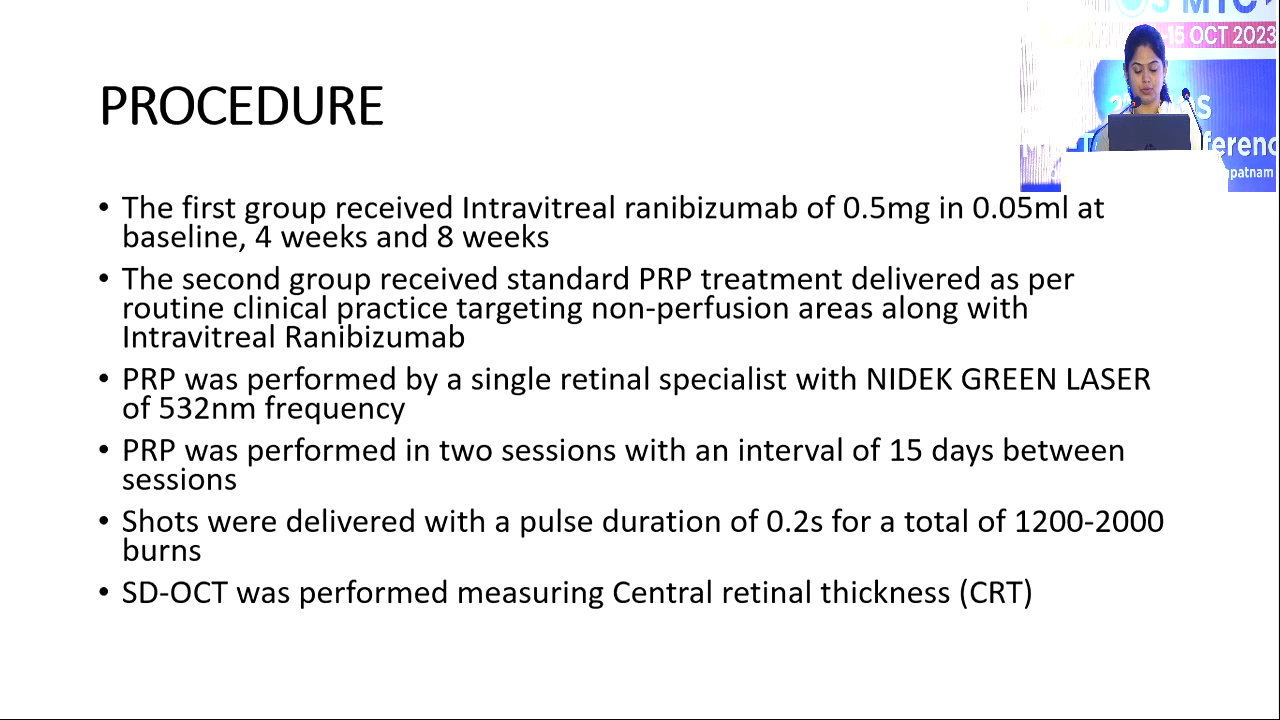 S MTC
-15 OCT 2023
PROCEDURE
• The first group received Intravitreal ranibizumab of 0.5mg in 0.05ml at
baseline, 4 weeks and 8 weeks
• The second group received standard PRP treatment delivered as per
routine clinical practice targeting non-perfusion areas along with
Intravitreal Ranibizumab
• PRP was performed by a single retinal specialist with NIDEK GREEN LASER
of 532nm frequency
• PRP was performed in two sessions with an interval of 15 days between
sessions
• Shots were delivered with a pulse duration of 0.2s for a total of 1200-2000
burns
• SD-OCT was performed measuring Central retinal thickness (CRT)